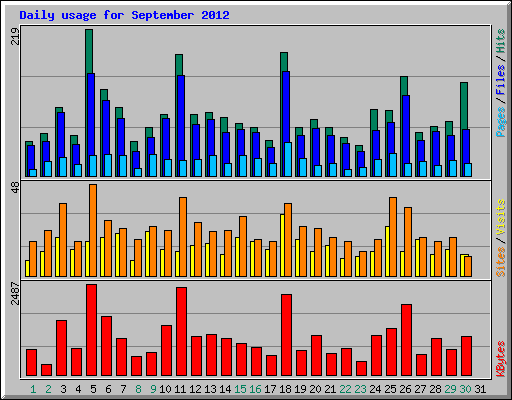 Daily usage for September 2012
219
Pages / Files / Hits
48
Sites / Visits
2487
KBytes
1 2 3 4 5 6 7 8 9 10 11 12 13 14 15 16 17 18 19 20 21 22 23 24 25 26 27 28 29 30 31